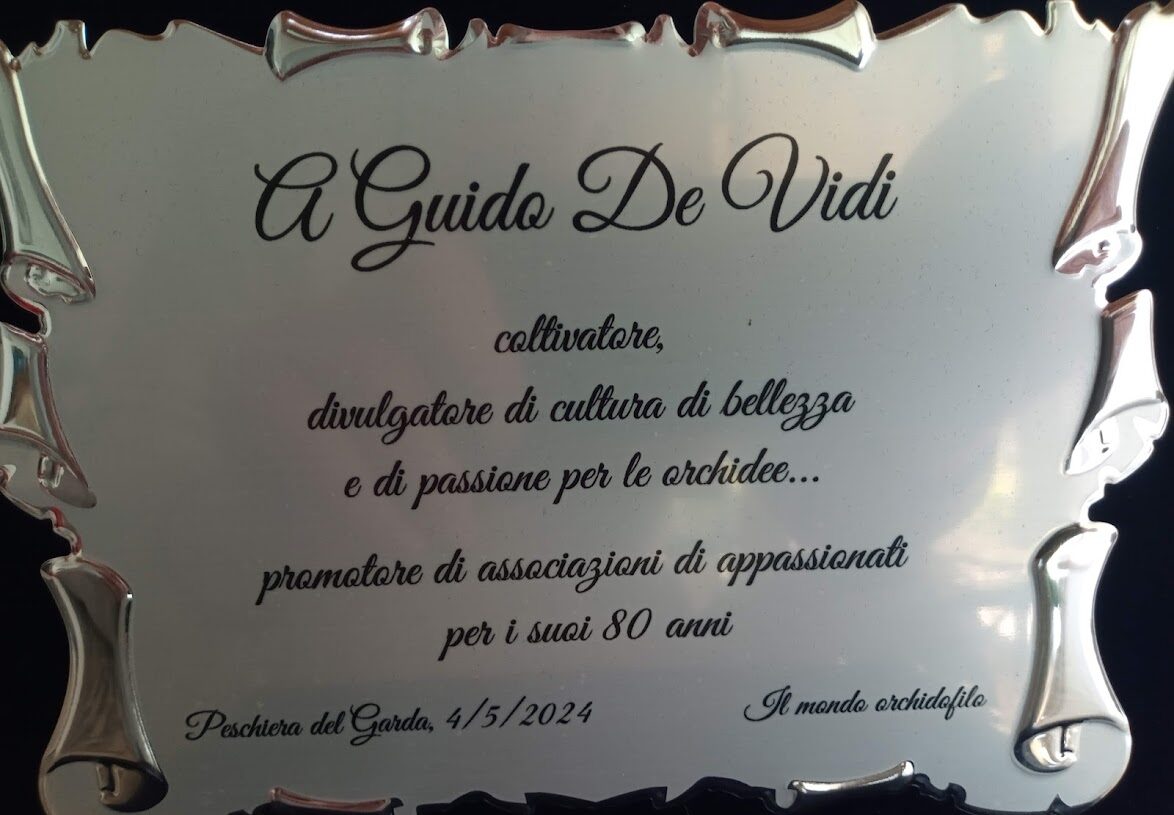 A Guido De Vidi
coltivatore,
divulgatore di cultura di bellezza
e di passione per le orchidee...
promotore di associazioni di appassionati
per i suoi 80 anni
Peschiera del Garda, 4/5/2024
Il mondo orchidofilo